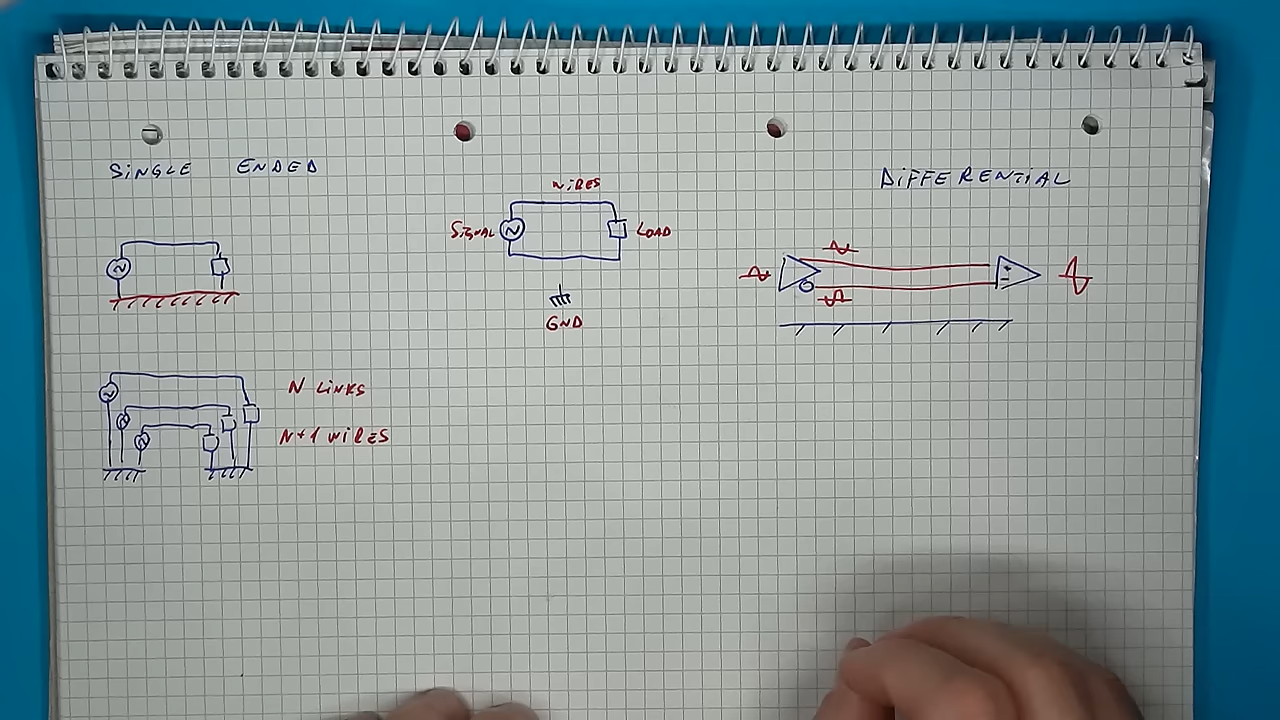 SINGLE ENDED
WIRES
SIGNAL
LOAD
GND
N LINKS
N+1 WIRES
DIFFERENTIAL
+
-